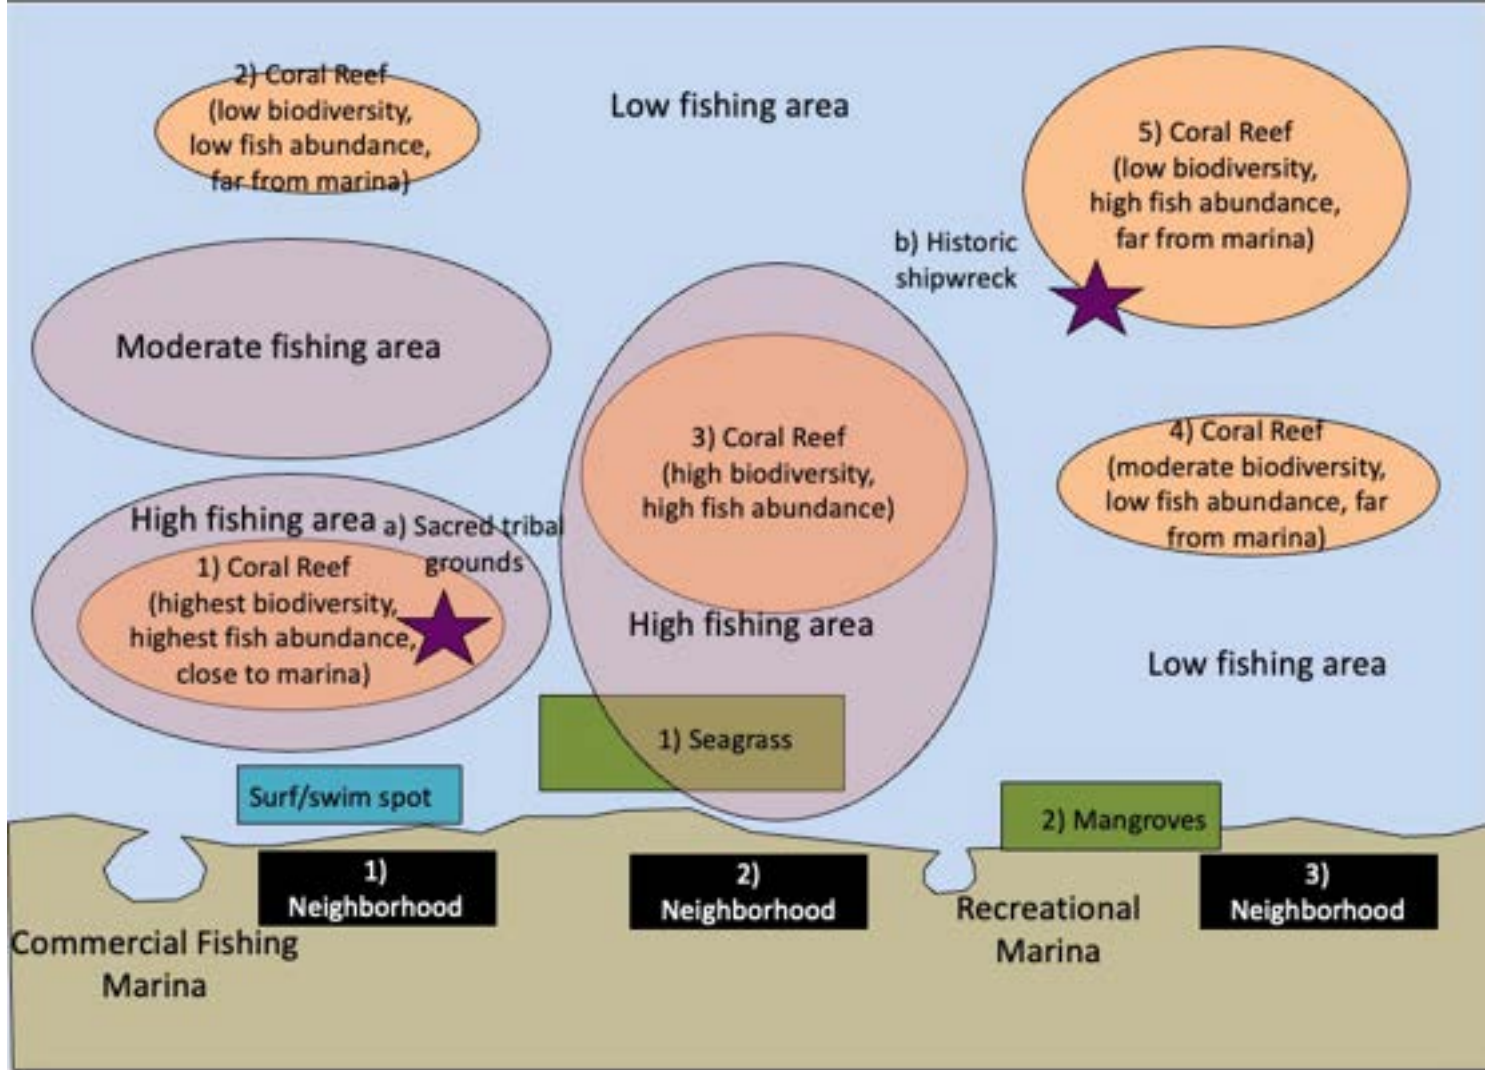 2) Coral Reef
(low biodiversity,
low fish abundance,
far from marina)
Low fishing area
5) Coral Reef
(low biodiversity,
high fish abundance,
far from marina)
b) Historic
shipwreck
Moderate fishing area
3) Coral Reef
(high biodiversity,
high fish abundance)
4) Coral Reef
(moderate biodiversity,
low fish abundance, far
from marina)
High fishing area
a) Sacred tribal
grounds
1) Coral Reef
(highest biodiversity,
highest fish abundance,
close to marina)
High fishing area
Low fishing area
1) Seagrass
Surf/swim spot
2) Mangroves
1)
Neighborhood
2)
Neighborhood
3)
Neighborhood
Commercial Fishing
Marina
Recreational
Marina